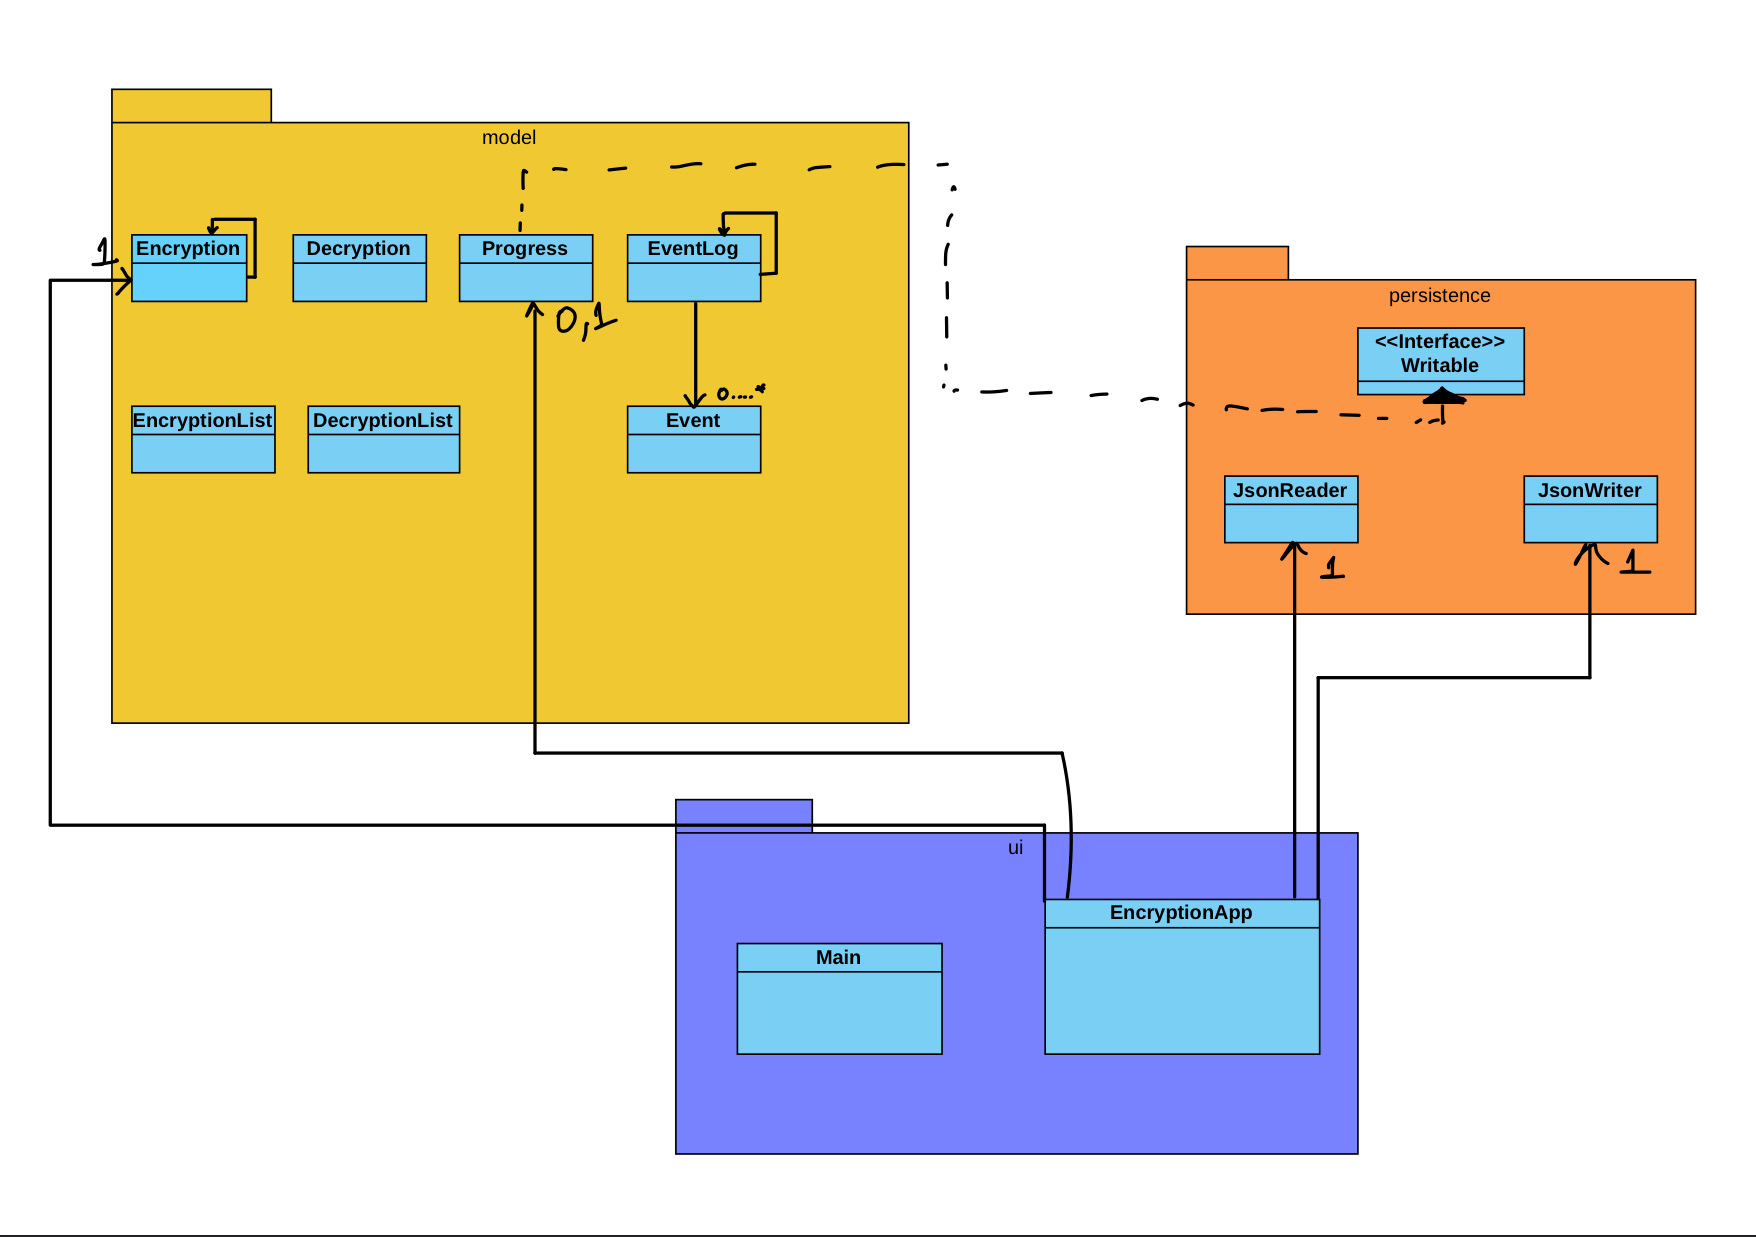 model
1
Encryption
Decryption
Progress
EventLog
0,1
0....*
EncryptionList
DecryptionList
Event
persistence
<<Interface>>
Writable
JsonReader
JsonWriter
1
1
ui
EncryptionApp
Main